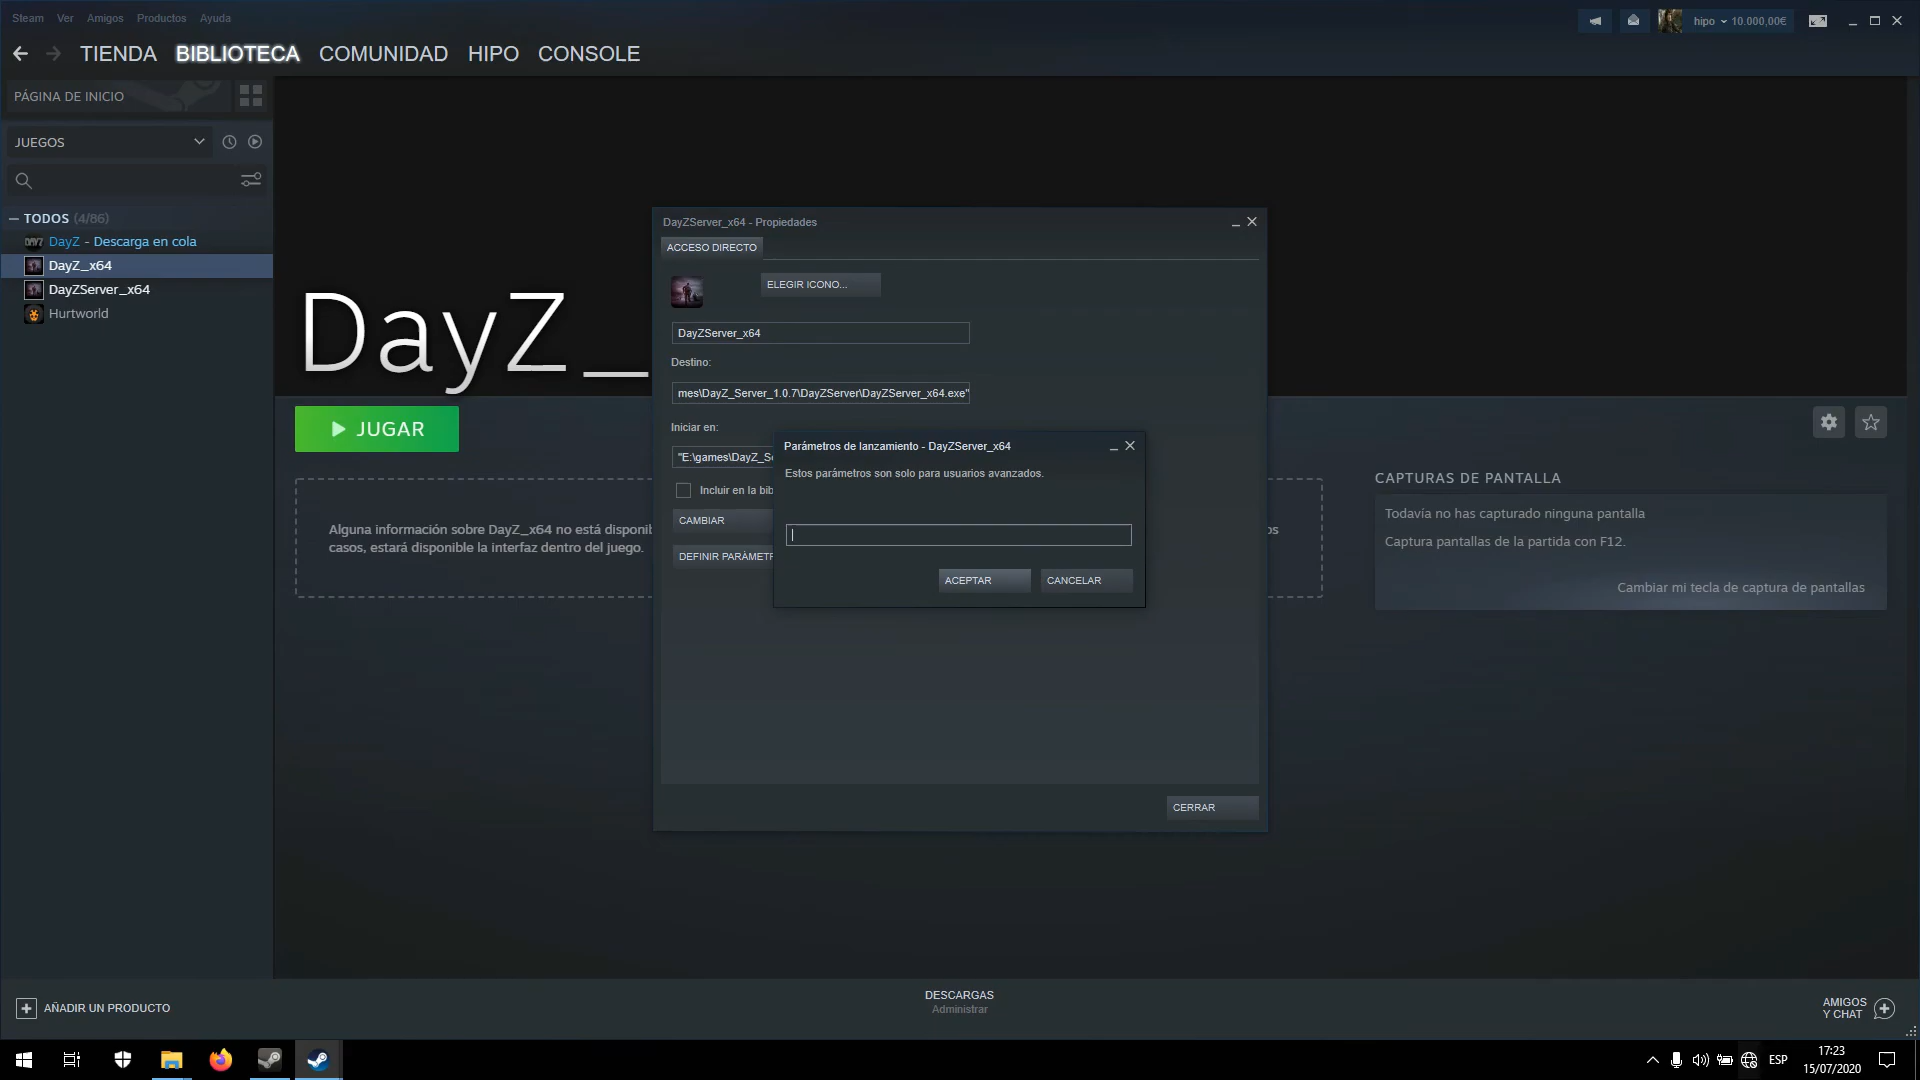 Steam Ver Amigos Productos Ayuda
hipo 10.000,00€
TIENDA BIBLIOTECA COMUNIDAD HIPO CONSOLE
PÁGINA DE INICIO
JUEGOS
TODOS (4/86)
DAYZ DayZ - Descarga en cola
DayZ_x64
DayZServer_x64
Hurtworld
DayZ_
JUGAR
Alguna información sobre DayZ_x64 no está disponib
os
casos, estará disponible la interfaz dentro del juego.
CAPTURAS DE PANTALLA
Todavía no has capturado ninguna pantalla
Captura pantallas de la partida con F12.
Cambiar mi tecla de captura de pantallas
DayZServer_x64 - Propiedades
ACCESO DIRECTO
ELEGIR ICONO...
DayZServer_x64
Destino:
mes\DayZ_Server_1.0.7\DayZServer\DayZServer_x64.exe"
Iniciar en:
"E:\games\DayZ_Se
Incluir en la bib
CAMBIAR
DEFINIR PARÁMETR
Parámetros de lanzamiento - DayZServer_x64
Estos parámetros son solo para usuarios avanzados.
ACEPTAR CANCELAR
CERRAR
AÑADIR UN PRODUCTO
DESCARGAS
Administrar
AMIGOS
Y CHAT
ESP
17:23
15/07/2020